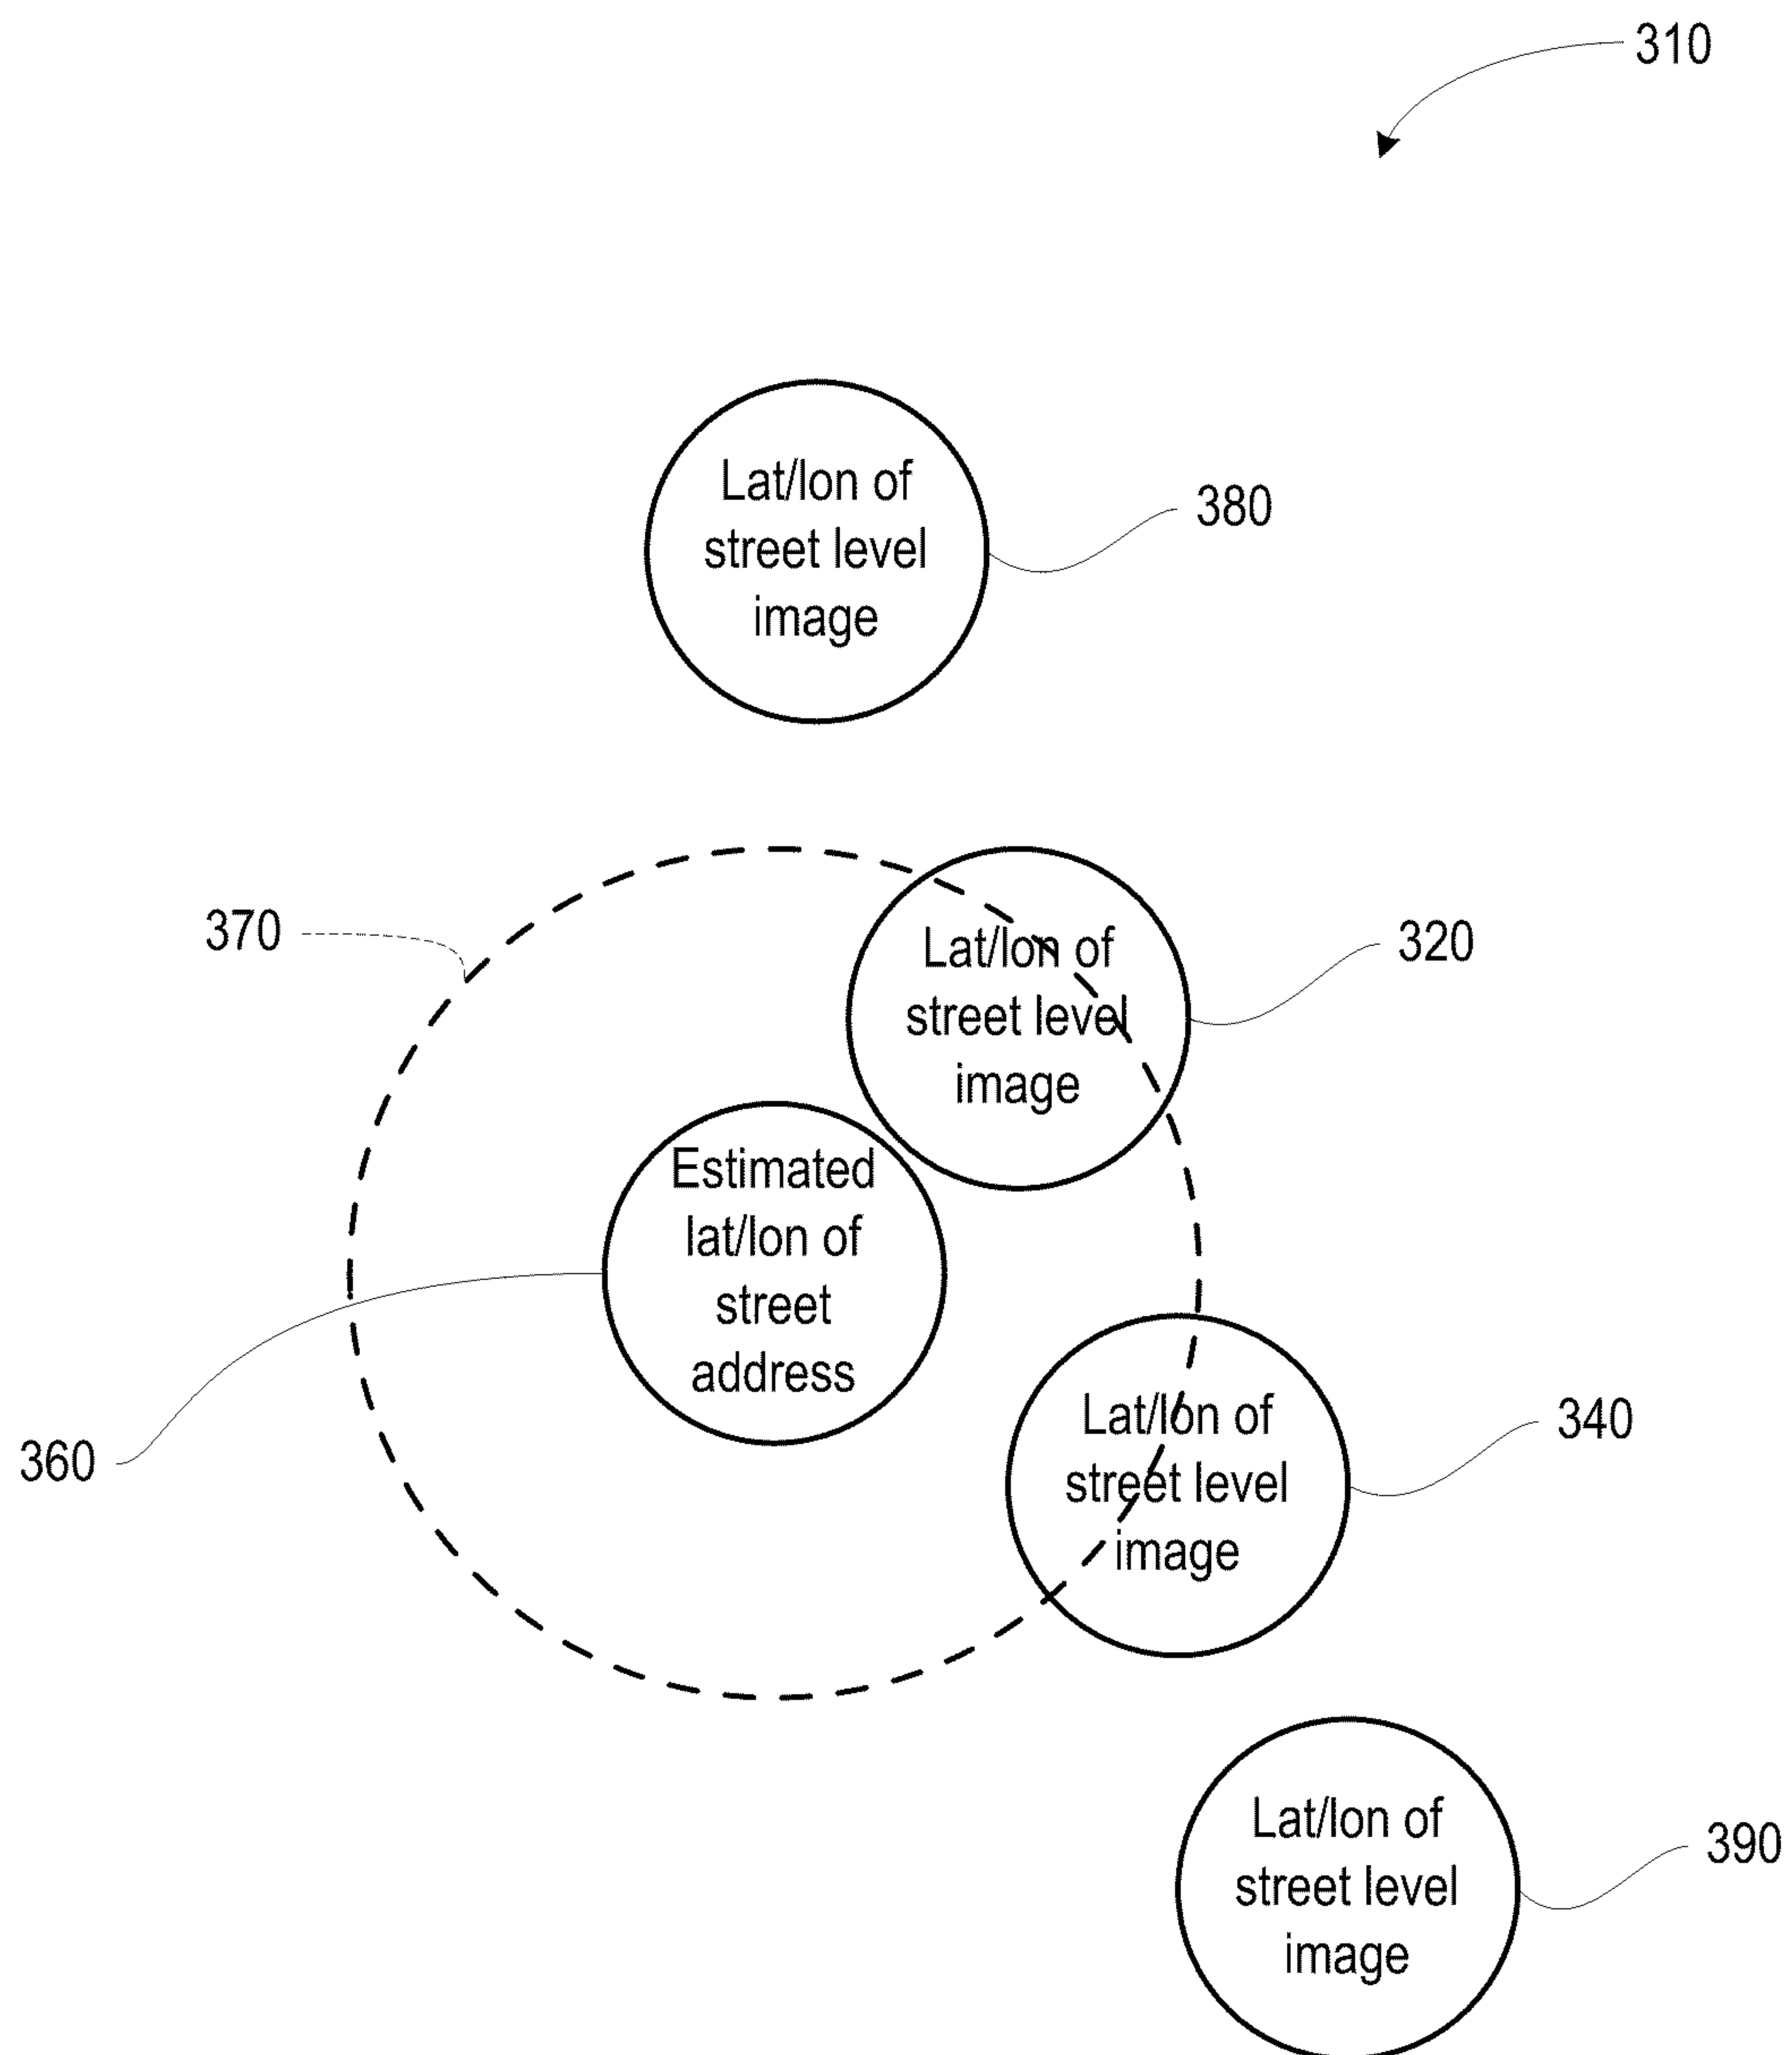 310
Lat/lon of
street level
image
380
370
Lat/lon of
street level
image
320
Estimated
lat/lon of
street
address
360
Lat/lon of
street level
image
340
Lat/lon of
street level
image
390